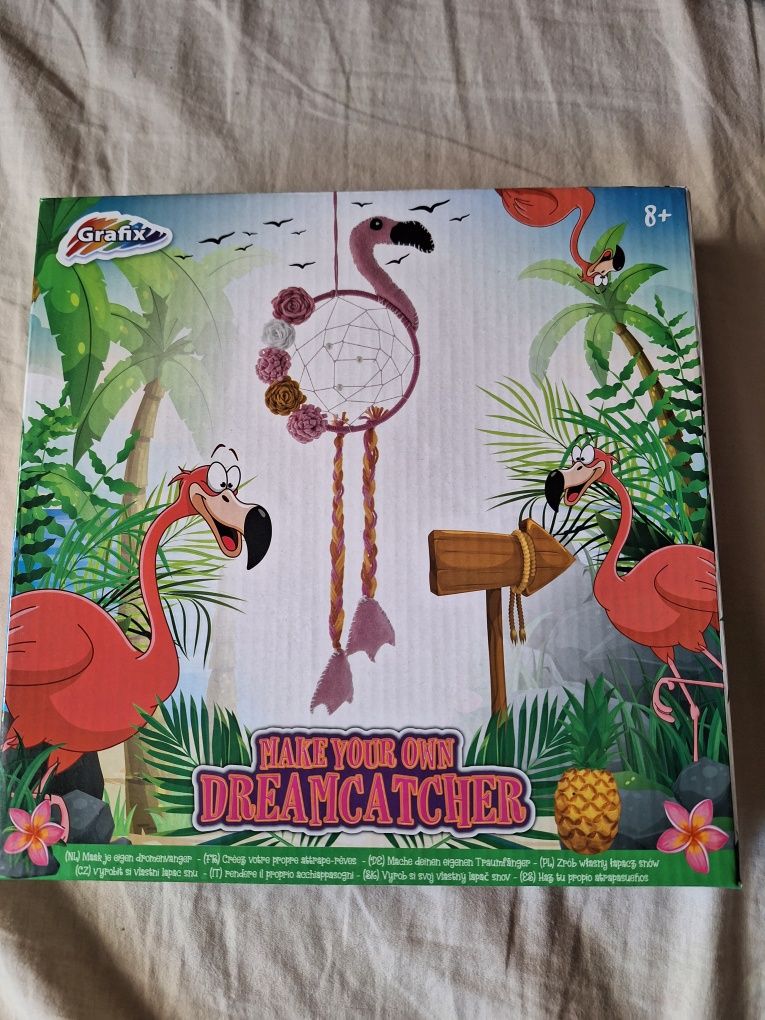 Grafix
8+
MAKE YOUR OWN
DREAMCATCHER
(NL) Maak je eigen dromenvanger - (FR) Créez votre propre attrape-rêves - (DE) Mache deinen eigenen Traumfänger - (PL) Zrób własny łapacz snów
(CZ) Vyrobit si vlastní lapac snu - (IT) rendere il proprio acchiappasogni - (SK) Vyrob si svoj vlastný lapač snov - (ES) Haz tu propio atrapasueños